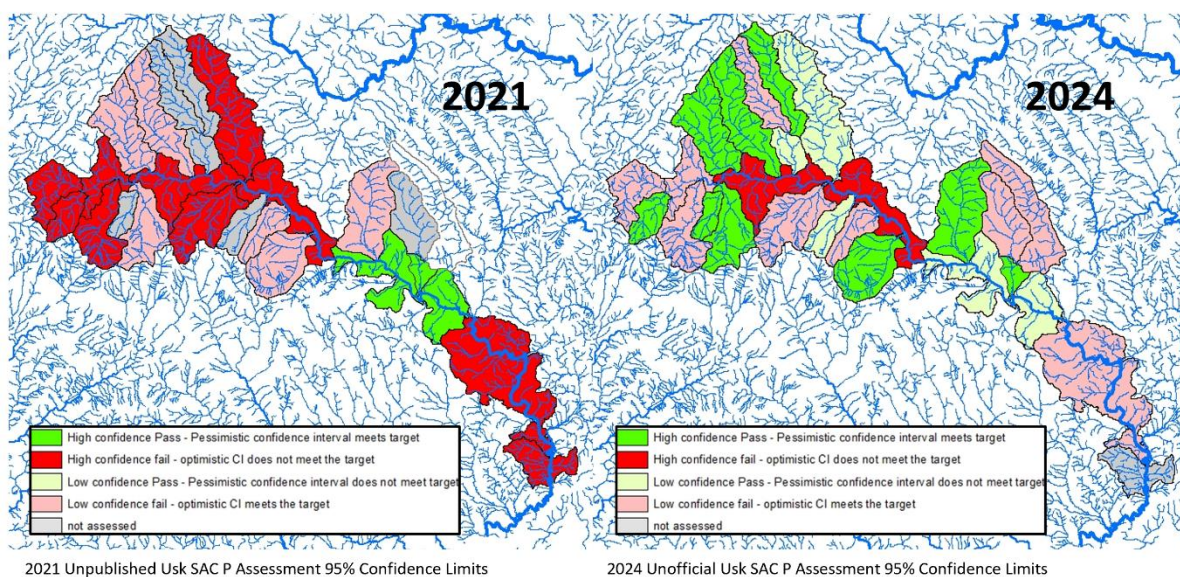 2021
High confidence Pass - Pessimistic confidence interval meets target
High confidence fail - optimistic CI does not meet the target
Low confidence Pass - Pessimistic confidence interval does not meet target
Low confidence fail - optimistic CI meets the target
not assessed
2021 Unpublished Usk SAC P Assessment 95% Confidence Limits
2024
High confidence Pass - Pessimistic confidence interval meets target
High confidence fail - optimistic CI does not meet the target
Low confidence Pass - Pessimistic confidence interval does not meet target
Low confidence fail - optimistic CI meets the target
not assessed
2024 Unofficial Usk SAC P Assessment 95% Confidence Limits